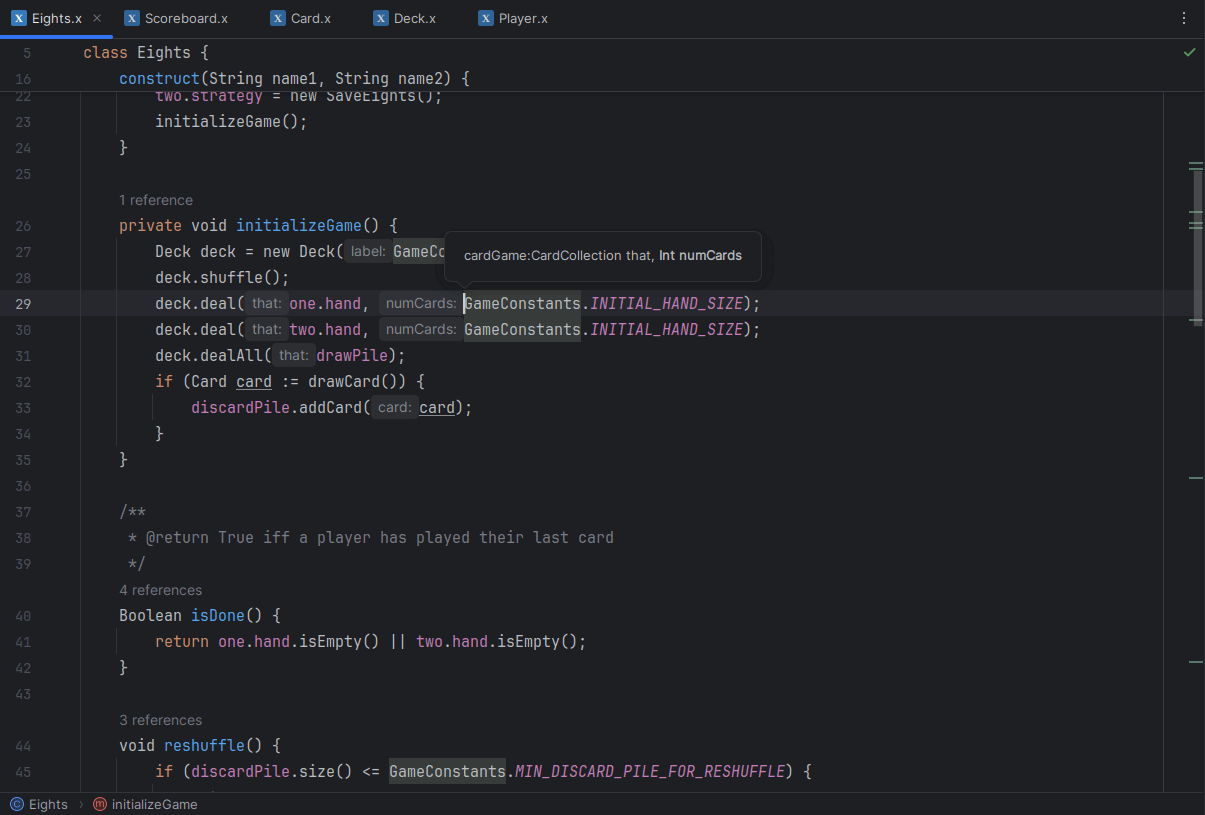 X Eights.x × X Scoreboard.x X Card.x X Deck.x X Player.x
5 class Eights {
16 construct(String name1, String name2) {
22 two.strategy = new SaveEights();
23 initializeGame();
24 }
25
1 reference
26 private void initializeGame() {
27 Deck deck = new Deck( label: GameCo
cardGame:CardCollection that, Int numCards
28 deck.shuffle();
29 deck.deal( that: one.hand, numCards: GameConstants.INITIAL_HAND_SIZE);
30 deck.deal( that: two.hand, numCards: GameConstants.INITIAL_HAND_SIZE);
31 deck.dealAll( that: drawPile);
32 if (Card card := drawCard()) {
33 discardPile.addCard( card: card);
34 }
35 }
36
37 /**
38 * @return True iff a player has played their last card
39 */
4 references
40 Boolean isDone() {
41 return one.hand.isEmpty() || two.hand.isEmpty();
42 }
43
3 references
44 void reshuffle() {
45 if (discardPile.size() <= GameConstants.MIN_DISCARD_PILE_FOR_RESHUFFLE) {
C Eights › m initializeGame